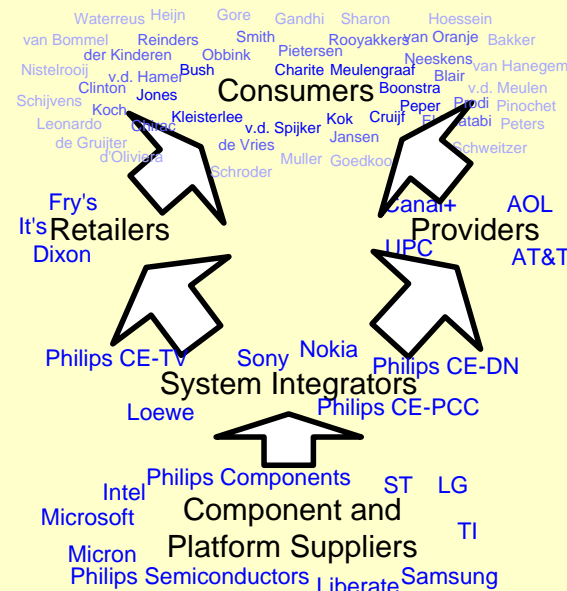 Waterreus Heijn Gore Gandhi Sharon Hoessein
van Bommel Reinders Smith Rooyakkers van Oranje Bakker
der Kinderen Obbink Pietersen Neeskens
Nistelrooij v.d. Hamer Bush Charite Meulengraaf Blair van Hanegem
Clinton Jones Consumers Boonstra v.d. Meulen
Schijvens Koch Kleisterlee Kok Cruijf Peper Prodi Pinochet
Leonardo Chirac v.d. Spijker Jansen Peters
de Gruijter de Vries Schweitzer
d'Olivera Schroder Muller Goedkoop
Fry's Canal+ AOL
It's Retailers Providers
Dixon UPC AT&T
Philips CE-TV Sony Nokia Philips CE-DN
System Integrators
Loewe Philips CE-PCC
Philips Components ST LG
Intel Component and
Microsoft TI
Micron Platform Suppliers
Philips Semiconductors Liberate Samsung